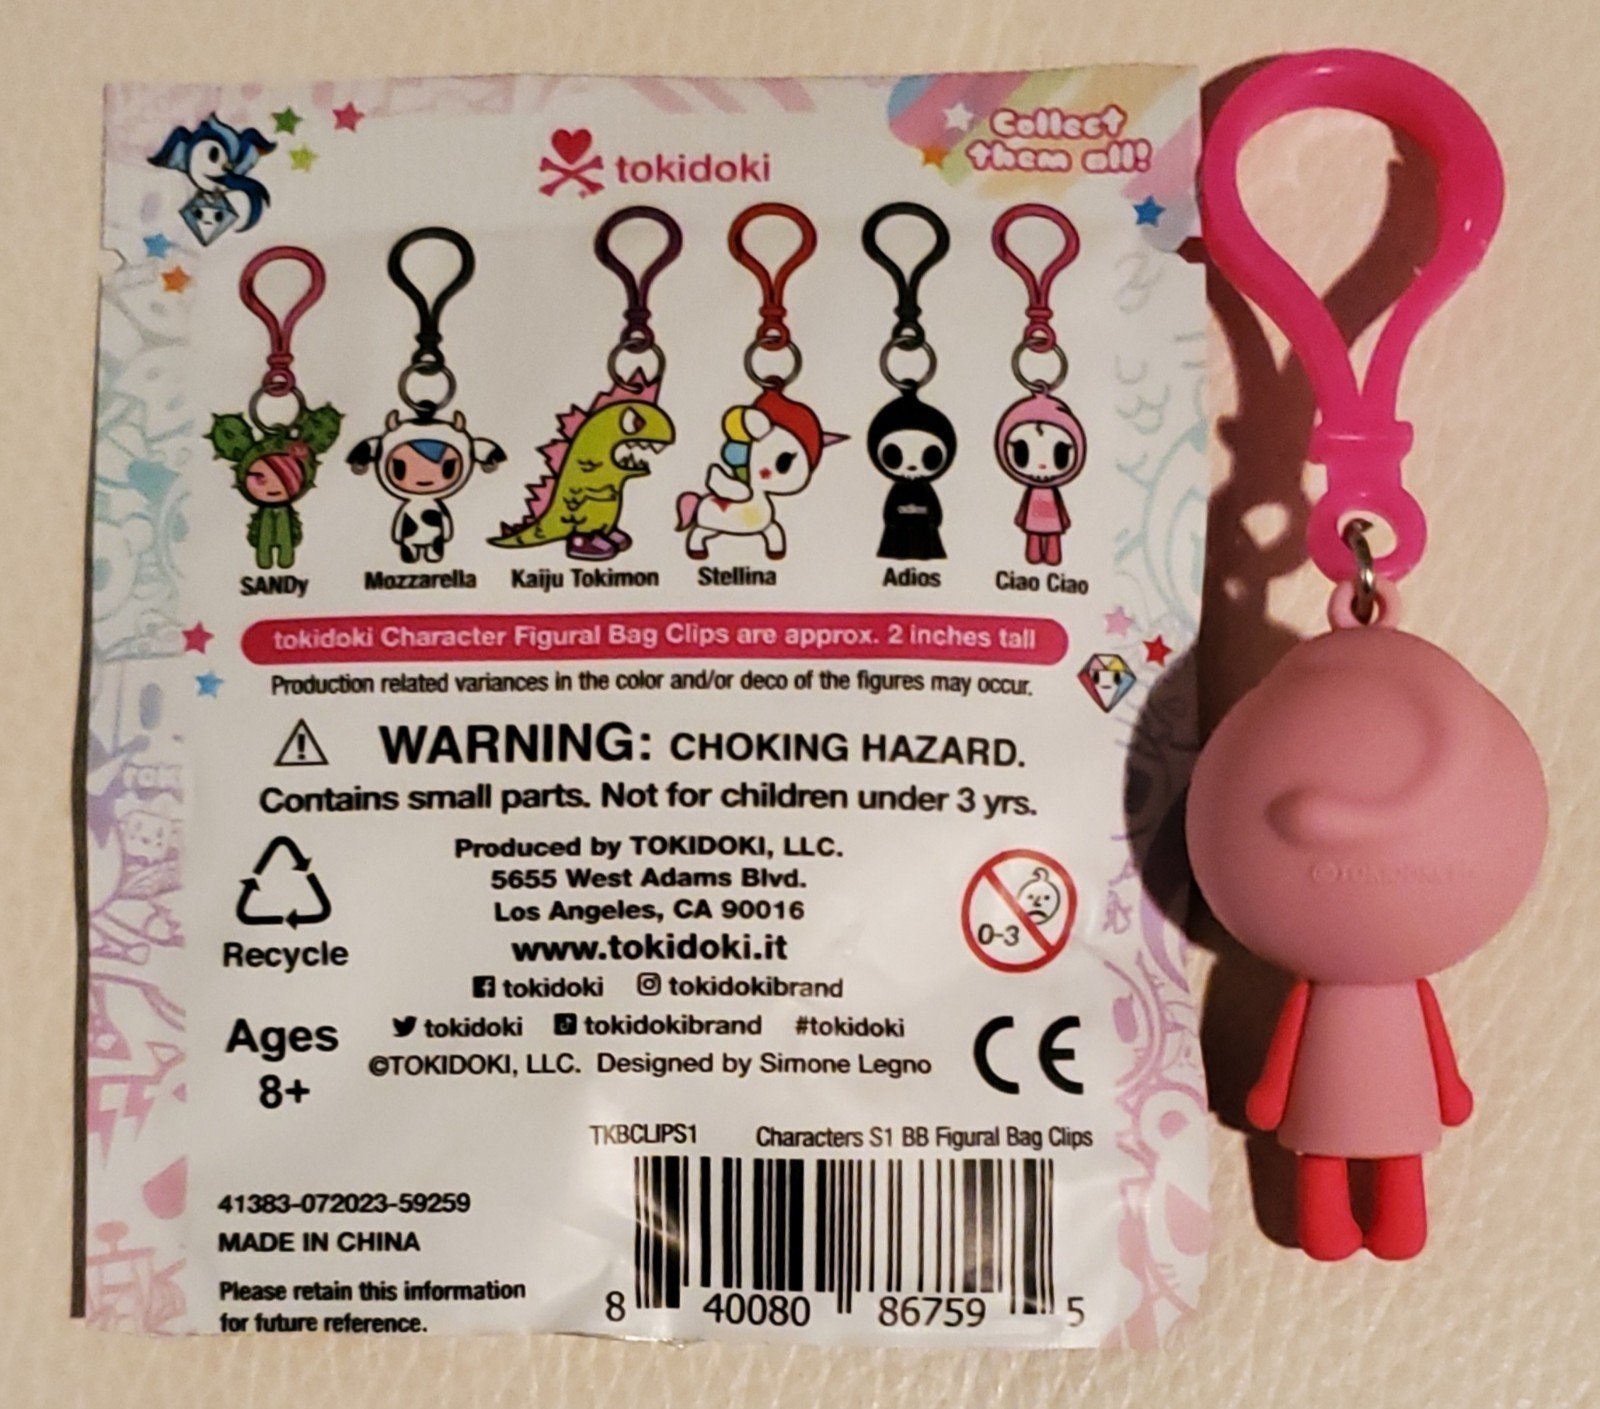 tokidoki
Collect
them all!
SANDy Mozzarella Kaiju Tokimon Stellina Adios Ciao Ciao
tokidoki Character Figural Bag Clips are approx. 2 inches tall
Production related variances in the color and/or deco of the figures may occur.
WARNING: CHOKING HAZARD.
Contains small parts. Not for children under 3 yrs.
Produced by TOKIDOKI, LLC.
5655 West Adams Blvd.
Los Angeles, CA 90016
www.tokidoki.it
tokidoki tokidokibrand
tokidoki tokidokibrand #tokidoki
©TOKIDOKI, LLC. Designed by Simone Legno
Recycle
Ages
8+
0-3
CE
TKBCLIPS1 Characters S1 BB Figural Bag Clips
41383-072023-59259
MADE IN CHINA
Please retain this information
for future reference.
8 40080 86759 5
©TOKIDOKI